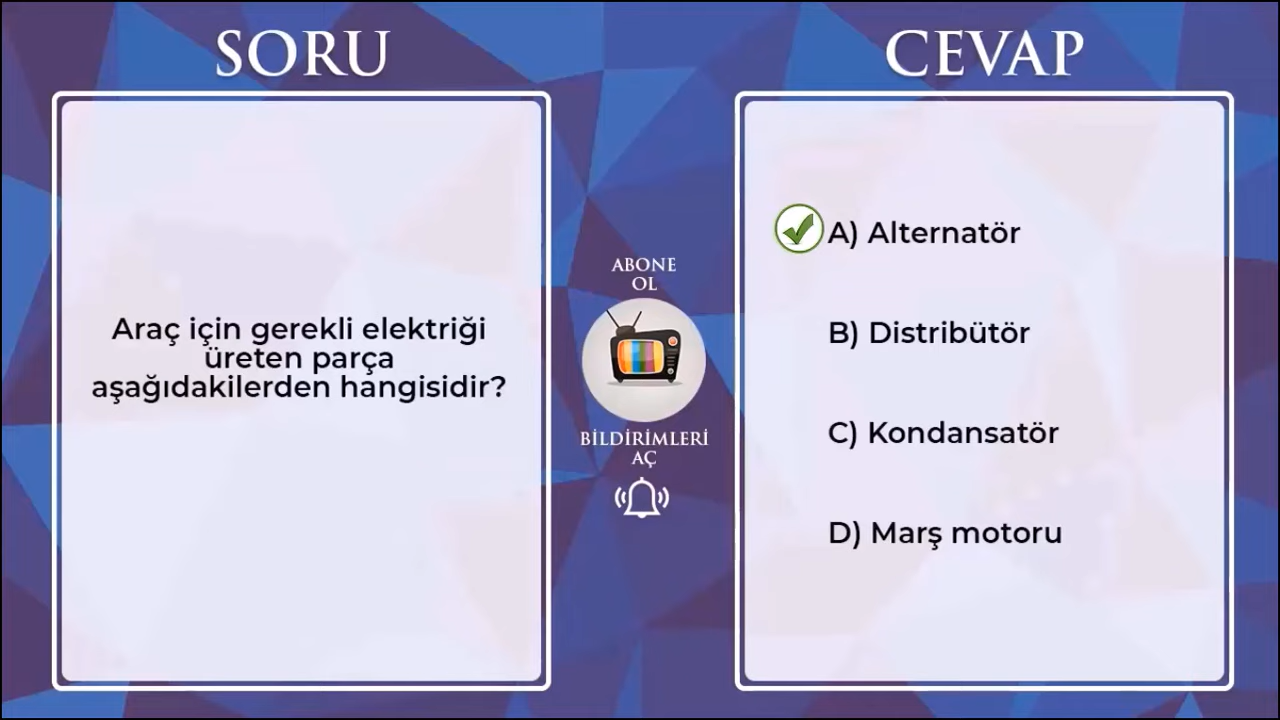 SORU
Araç için gerekli elektriği
üreten parça
aşağıdakilerden hangisidir?
ABONE
OL
BİLDİRİMLERİ
AÇ
CEVAP
A) Alternatör
B) Distribütör
C) Kondansatör
D) Marş motoru